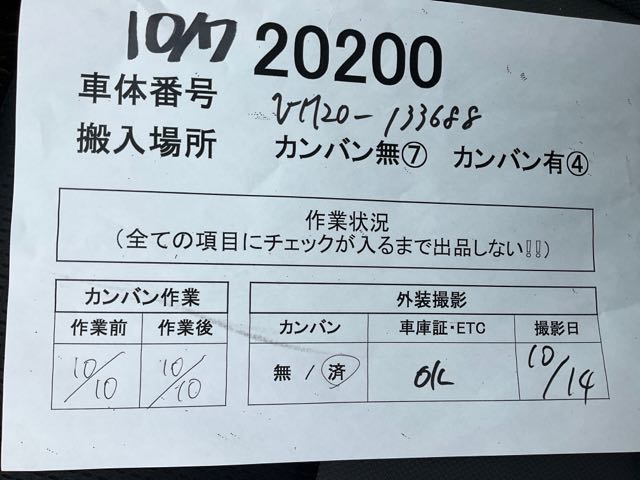 10/17 20200
車体番号 VM20-133688
搬入場所 カンバン無⑦ カンバン有④
作業状況
(全ての項目にチェックが入るまで出品しない!!)
カンバン作業
作業前 作業後
10/10 10/10
外装撮影
カンバン 車庫証・ETC 撮影日
無 / 済 OK 10/14